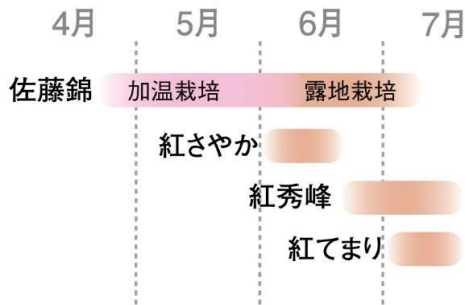 4月 5月 6月 7月
佐藤錦 加温栽培 露地栽培
紅さやか
紅秀峰
紅てまり